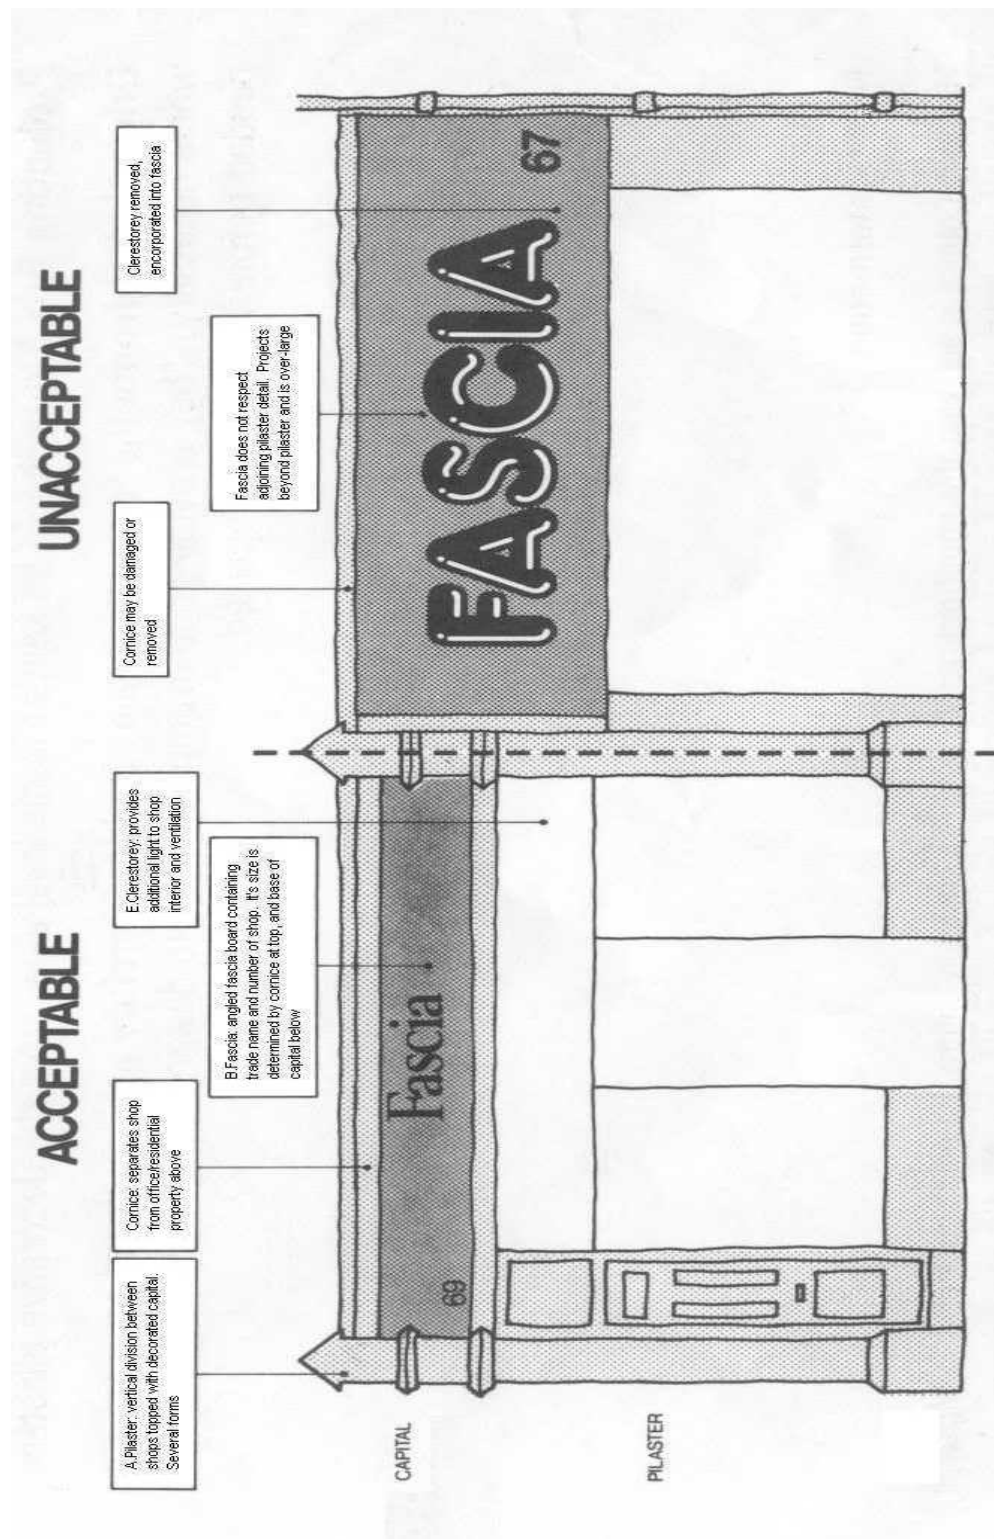 ACCEPTABLE
UNACCEPTABLE
A.Pilaster: vertical division between
shops topped with decorated capital.
Several forms
Cornice: separates shop
from office/residential
property above
B.Fascia: angled fascia board containing
trade name and number of shop. It's size is
determined by cornice at top, and base of
capital below
E.Clerestorey: provides
additional light to shop
interior and ventilation
Cornice may be damaged or
removed
Fascia does not respect
adjoining pilaster detail. Projects
beyond pilaster and is over-large
Clerestorey removed,
encorporated into fascia
CAPITAL
PILASTER
69
Fascia
FASCIA
67